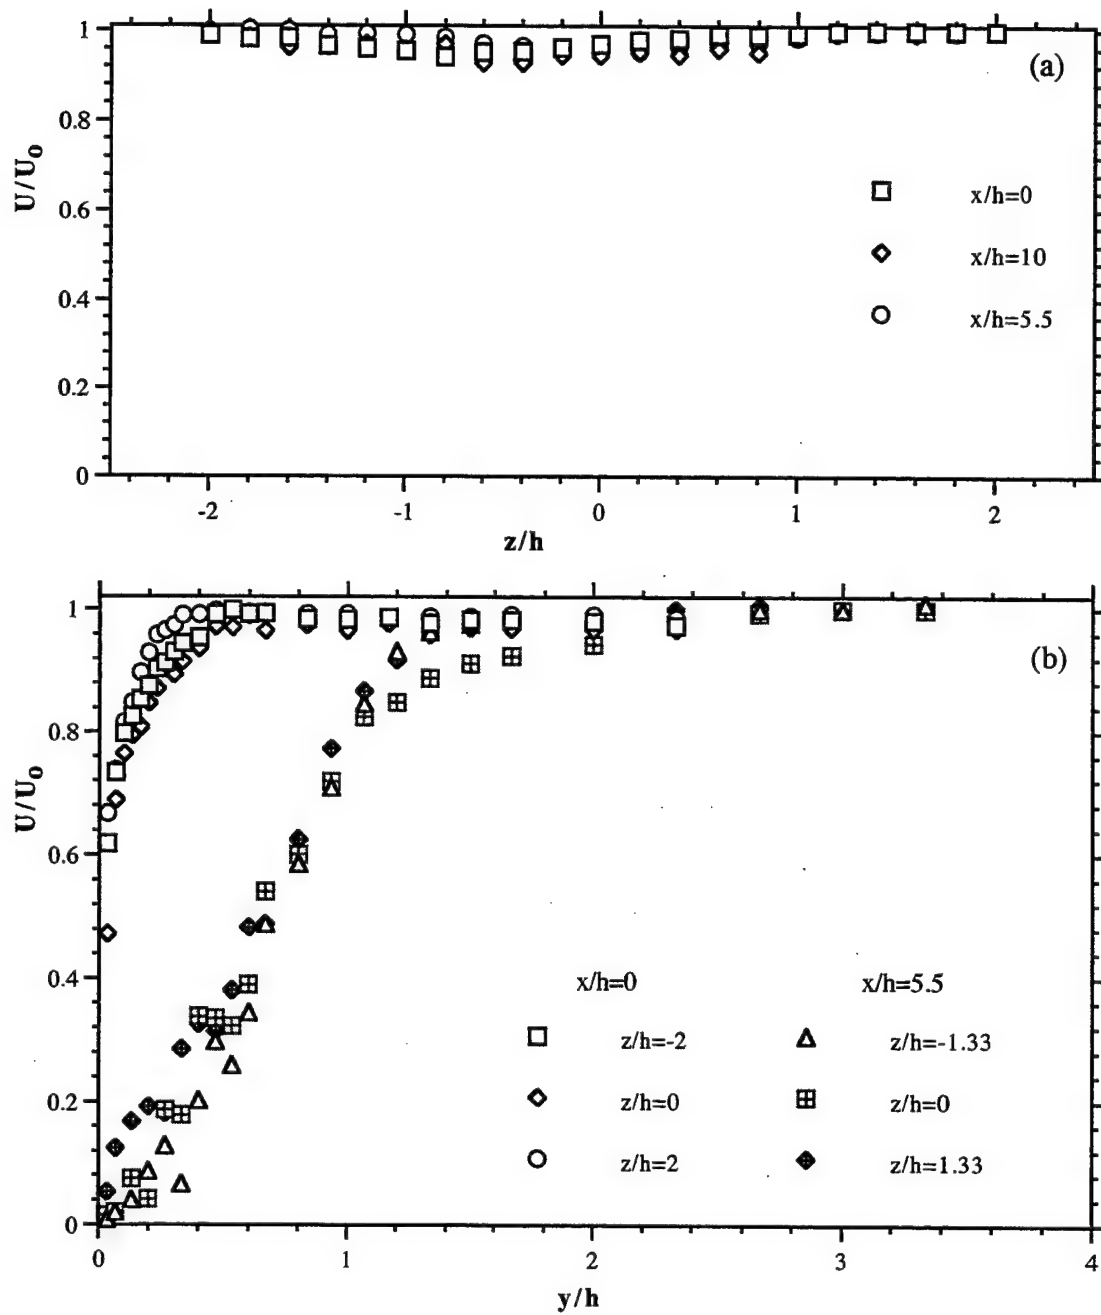 1
(a)
0.8
U/U₀
0.6
x/h=0
x/h=10
0.4
x/h=5.5
0.2
0
-2 -1 0 1 2
z/h
1
(b)
0.8
U/U₀
0.6
0.4
x/h=0 x/h=5.5
z/h=-2 z/h=-1.33
0.2
z/h=0 z/h=0
z/h=2 z/h=1.33
0
0 1 2 3 4
y/h